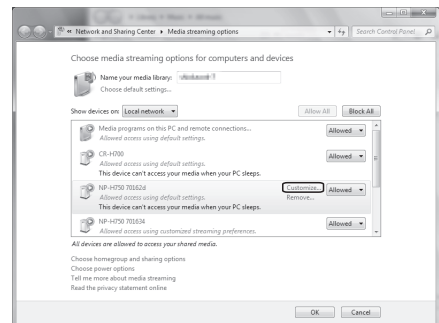 « Network and Sharing Center ▸ Media streaming options
Search Control Panel
Choose media streaming options for computers and devices
Name your media library:
Choose default settings...
Show devices on: Local network
Allow All
Block All
Media programs on this PC and remote connections...
Allowed access using default settings.
Allowed
CR-H700
Allowed access using default settings.
This device can't access your media when your PC sleeps.
Allowed
NP-H750 70162d
Customize...
Allowed
Allowed access using default settings.
Remove...
This device can't access your media when your PC sleeps.
NP-H750 701634
Allowed access using customized streaming preferences.
Allowed
All devices are allowed to access your shared media.
Choose homegroup and sharing options
Choose power options
Tell me more about media streaming
Read the privacy statement online
OK
Cancel